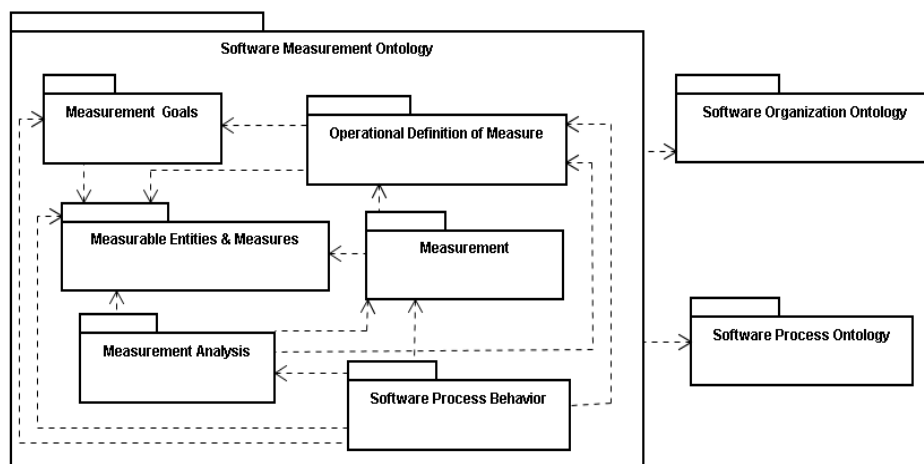 Software Measurement Ontology
Measurement Goals
Operational Definition of Measure
Software Organization Ontology
Measurable Entities & Measures
Measurement
Measurement Analysis
Software Process Ontology
Software Process Behavior